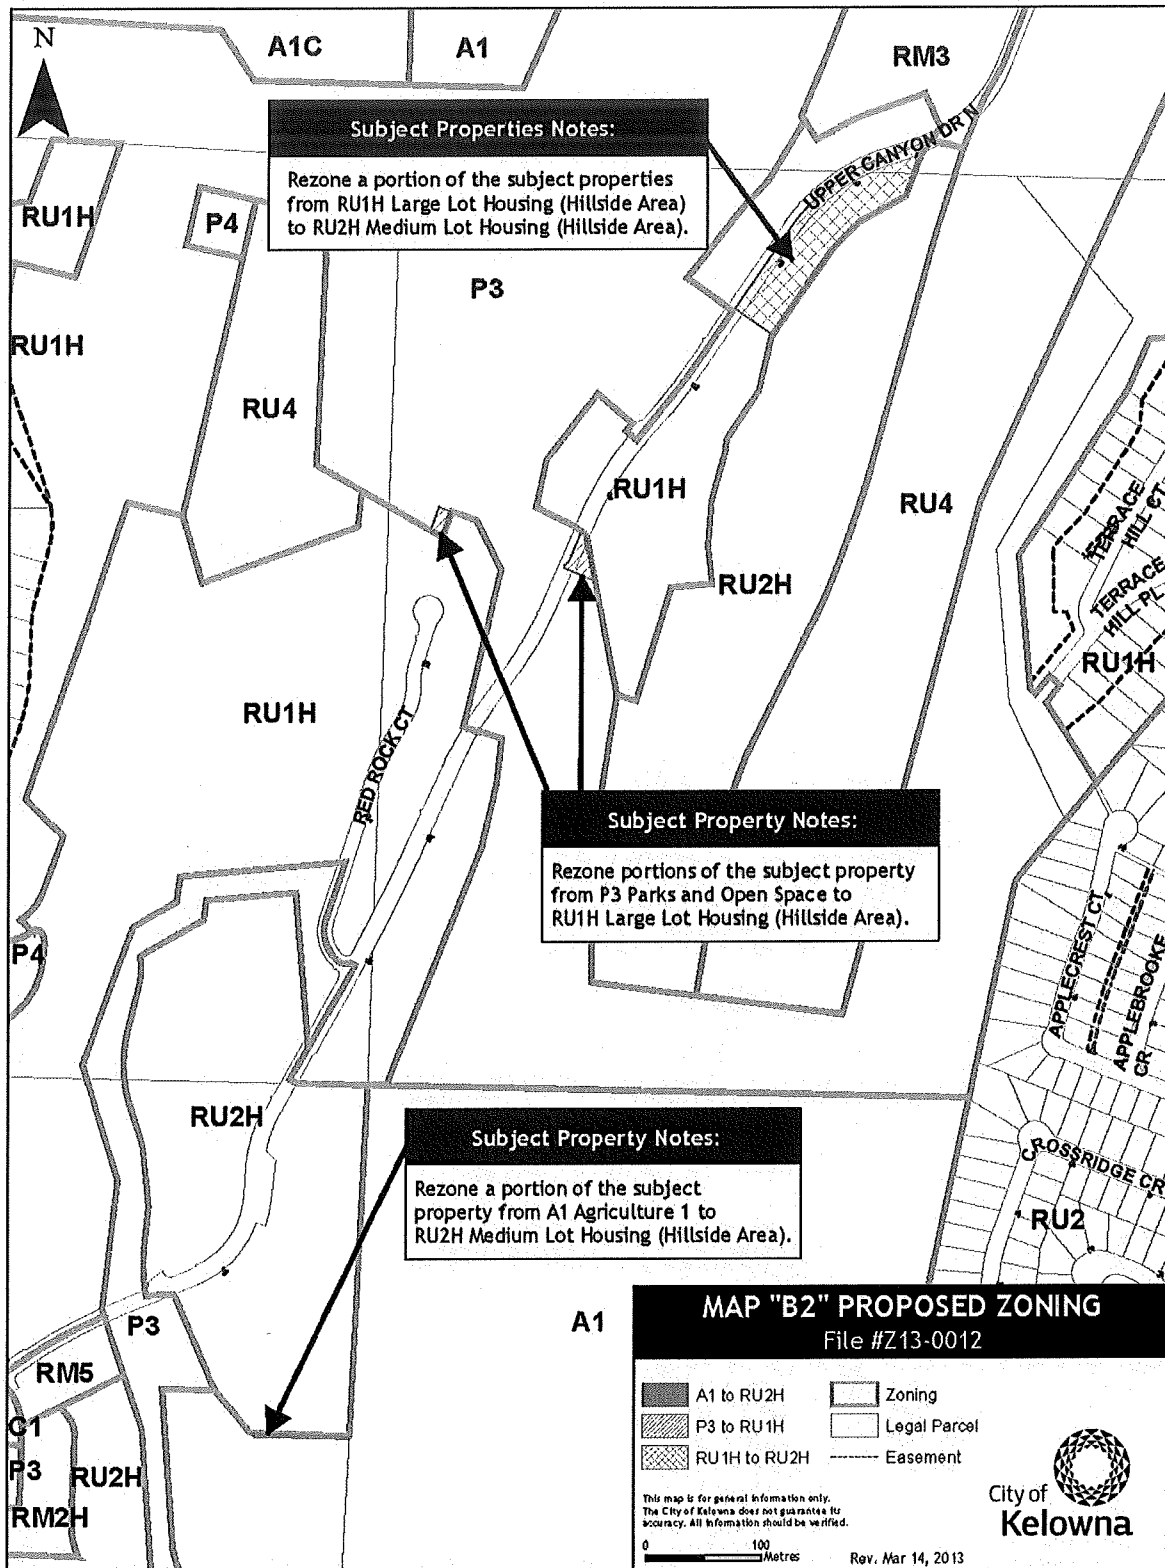 N
A1C
A1
RM3
Subject Properties Notes:
Rezone a portion of the subject properties
from RU1H Large Lot Housing (Hillside Area)
to RU2H Medium Lot Housing (Hillside Area).
UPPER CANYON DR N
RU1H
P4
P3
RU1H
RU4
RU1H
RU4
RU2H
TERRACE
HILL CT
TERRACE
HILL PL
RU1H
RU1H
RED ROCK CT
Subject Property Notes:
Rezone portions of the subject property
from P3 Parks and Open Space to
RU1H Large Lot Housing (Hillside Area).
P4
APPLECREST CT
APPLEBROOKE
CR
RU2H
Subject Property Notes:
Rezone a portion of the subject
property from A1 Agriculture 1 to
RU2H Medium Lot Housing (Hillside Area).
CROSSRIDGE CR
RU2
A1
P3
RM5
C1
P3
RU2H
RM2H
MAP "B2" PROPOSED ZONING
File #Z13-0012
A1 to RU2H
Zoning
P3 to RU1H
Legal Parcel
RU1H to RU2H
Easement
This map is for general information only.
The City of Kelowna does not guarantee its
accuracy. All information should be verified.
0 100
Metres
Rev. Mar 14, 2013
City of
Kelowna